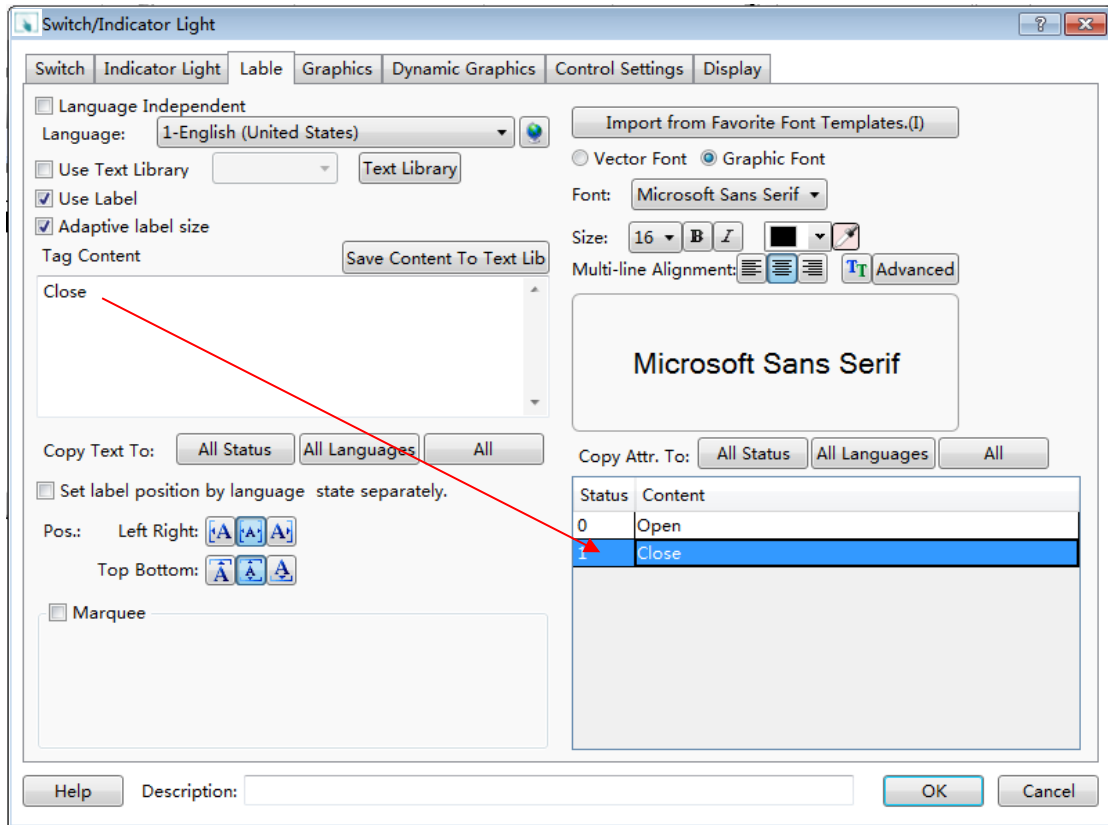 Switch/Indicator Light
Switch Indicator Light Lable Graphics Dynamic Graphics Control Settings Display
Language Independent
Language: 1-English (United States)
Use Text Library Text Library
Use Label
Adaptive label size
Tag Content Save Content To Text Lib
Close
Copy Text To: All Status All Languages All
Set label position by language state separately.
Pos.: Left Right: A A A
Top Bottom: A A A
Marquee
Import from Favorite Font Templates.(I)
Vector Font Graphic Font
Font: Microsoft Sans Serif
Size: 16 B I
Multi-line Alignment: TT Advanced
Microsoft Sans Serif
Copy Attr. To: All Status All Languages All
Status Content
0 Open
1 Close
Help Description: OK Cancel